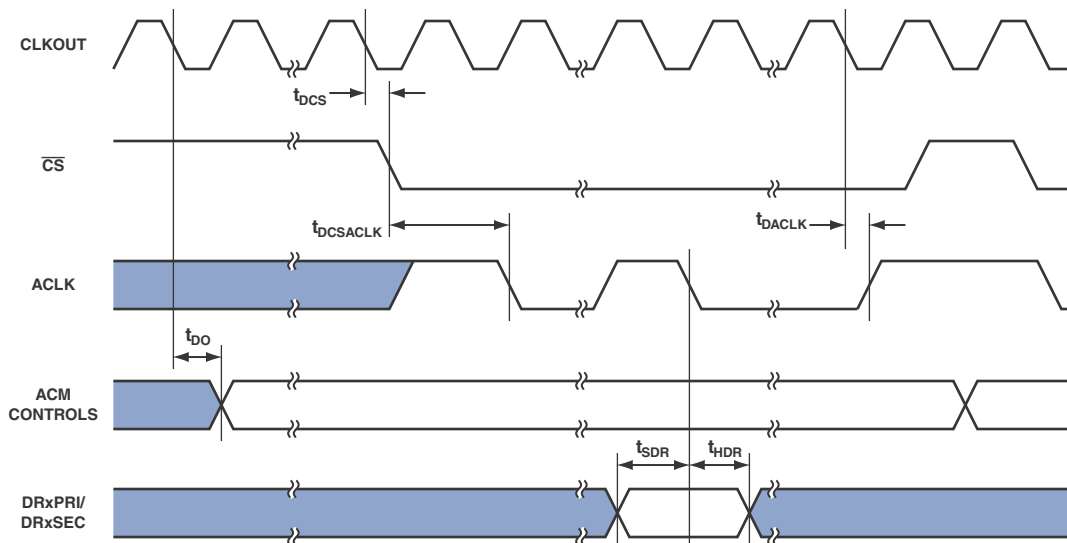 CLKOUT
tDCS
CS
tDCSACLK
tDACLK
ACLK
tDO
ACM
CONTROLS
tSDR
tHDR
DRxPRI/
DRxSEC